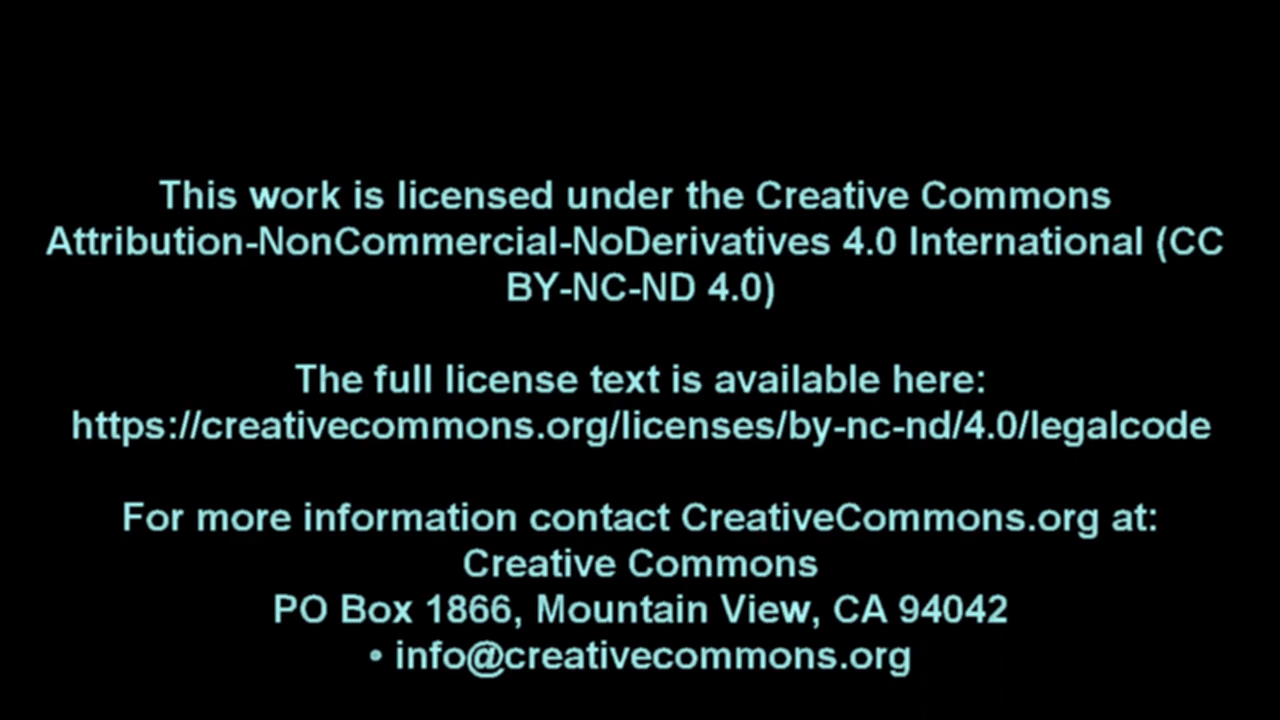 This work is licensed under the Creative Commons
Attribution-NonCommercial-NoDerivatives 4.0 International (CC
BY-NC-ND 4.0)
The full license text is available here:
https://creativecommons.org/licenses/by-nc-nd/4.0/legalcode
For more information contact CreativeCommons.org at:
Creative Commons
PO Box 1866, Mountain View, CA 94042
• info@creativecommons.org